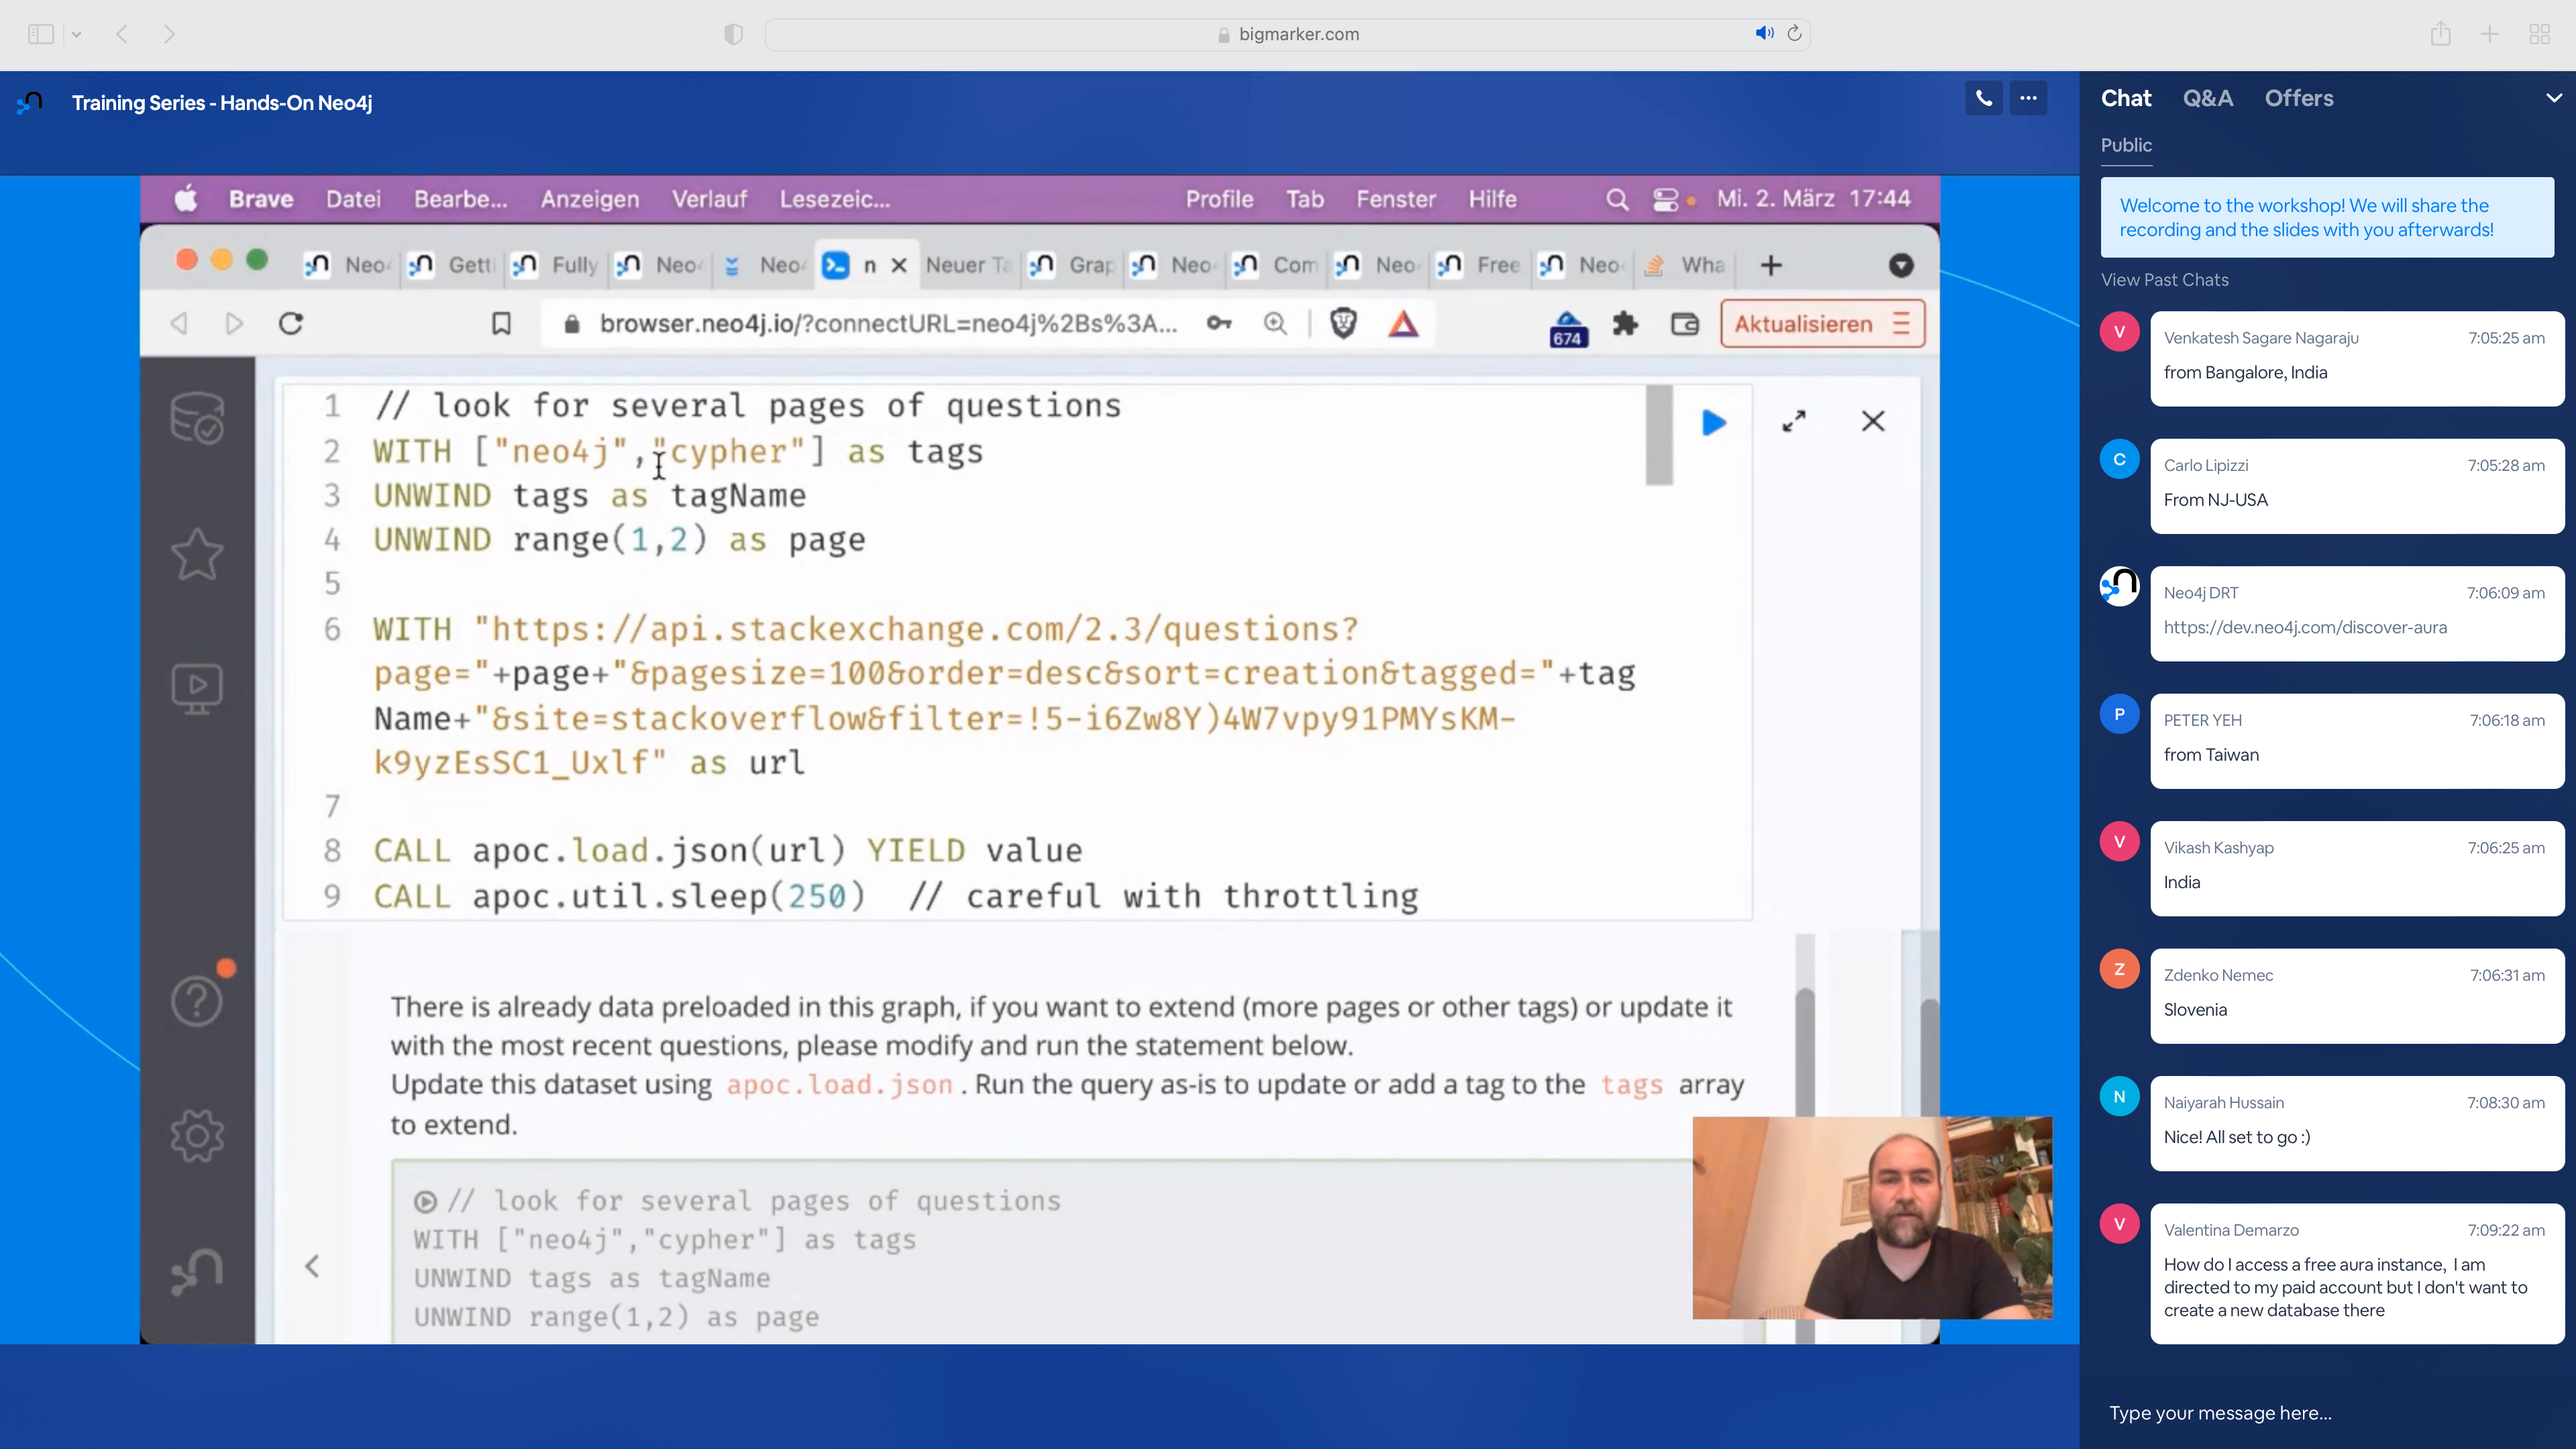 bigmarker.com
Training Series - Hands-On Neo4j
Brave Datei Bearbe... Anzeigen Verlauf Lesezeic... Profile Tab Fenster Hilfe Mi. 2. März 17:44
Neo4 Getti Fully Neo4 Neo4 n Neuer Ta Grap Neo Com Neo Free Neo Wha
browser.neo4j.io/?connectURL=neo4j%2Bs%3A... 674 Aktualisieren
1 // look for several pages of questions
2 WITH ["neo4j","cypher"] as tags
3 UNWIND tags as tagName
4 UNWIND range(1,2) as page
5
6 WITH "https://api.stackexchange.com/2.3/questions?
page="+page+"&pagesize=100&order=desc&sort=creation&tagged="+tag
Name+"&site=stackoverflow&filter=!5-i6Zw8Y)4W7vpy91PMYsKM-
k9yzEsSC1_Uxlf" as url
7
8 CALL apoc.load.json(url) YIELD value
9 CALL apoc.util.sleep(250) // careful with throttling
There is already data preloaded in this graph, if you want to extend (more pages or other tags) or update it
with the most recent questions, please modify and run the statement below.
Update this dataset using apoc.load.json. Run the query as-is to update or add a tag to the tags array
to extend.
// look for several pages of questions
WITH ["neo4j","cypher"] as tags
UNWIND tags as tagName
UNWIND range(1,2) as page
Chat Q&A Offers
Public
Welcome to the workshop! We will share the
recording and the slides with you afterwards!
View Past Chats
V Venkatesh Sagare Nagaraju 7:05:25 am
from Bangalore, India
C Carlo Lipizzi 7:05:28 am
From NJ-USA
Neo4j DRT 7:06:09 am
https://dev.neo4j.com/discover-aura
P PETER YEH 7:06:18 am
from Taiwan
V Vikash Kashyap 7:06:25 am
India
Z Zdenko Nemec 7:06:31 am
Slovenia
N Naiyarah Hussain 7:08:30 am
Nice! All set to go :)
V Valentina Demarzo 7:09:22 am
How do I access a free aura instance, I am
directed to my paid account but I don't want to
create a new database there
Type your message here...